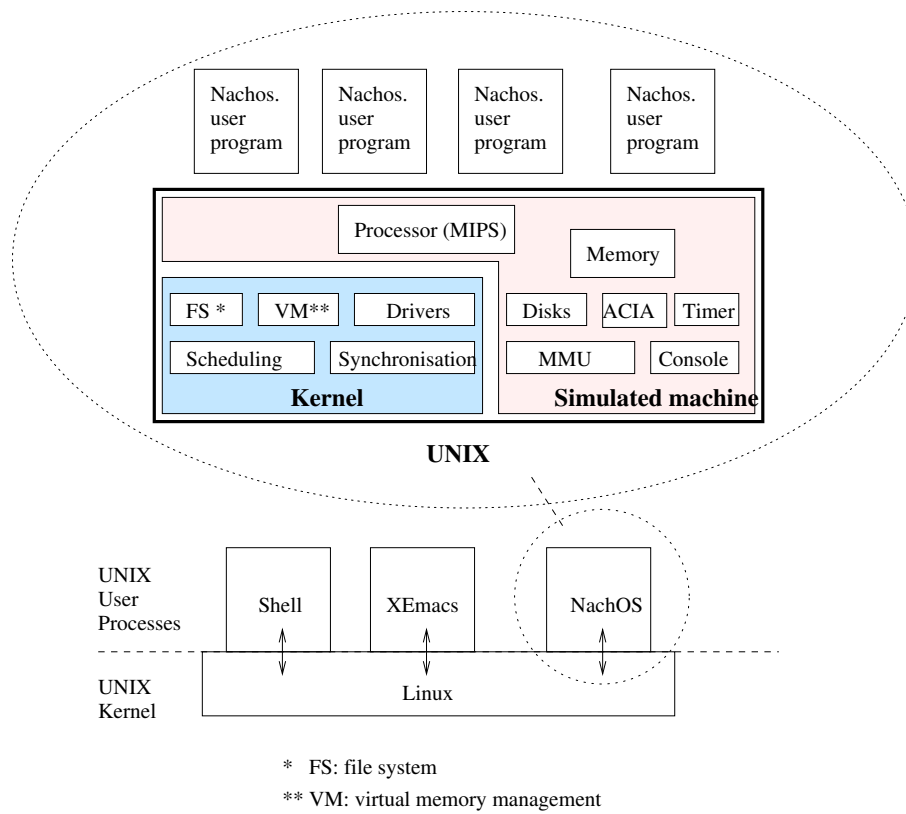 Nachos.
user
program
Nachos.
user
program
Nachos.
user
program
Nachos.
user
program
Processor (MIPS)
Memory
FS *
VM**
Drivers
Disks
ACIA
Timer
Scheduling
Synchronisation
MMU
Console
Kernel
Simulated machine
UNIX
UNIX
User
Processes
Shell
XEmacs
NachOS
UNIX
Kernel
Linux
* FS: file system
** VM: virtual memory management